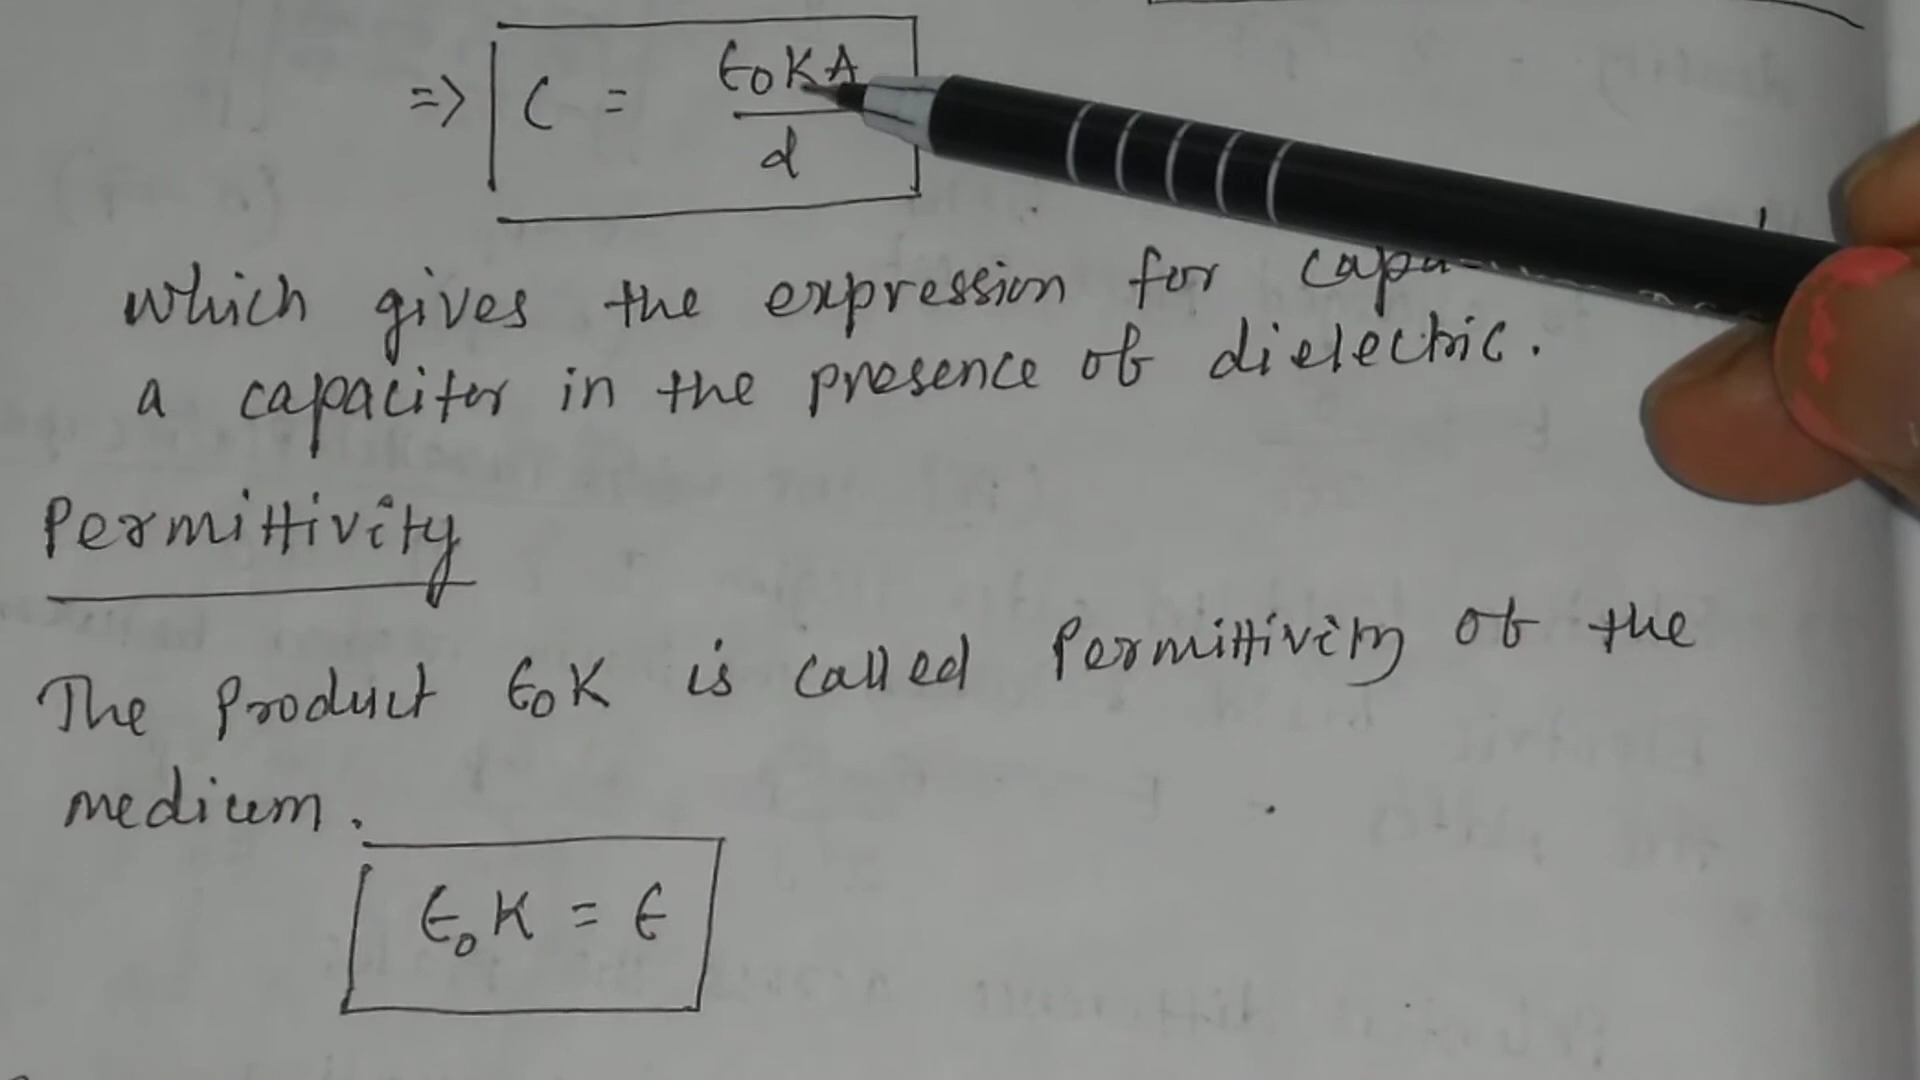 => C = ϵ₀KA / d
which gives the expression for
a capacitor in the presence of dielectric.
Permittivity
The product ϵ₀K is called Permittivity of the
medium.
ϵ₀K = ϵ